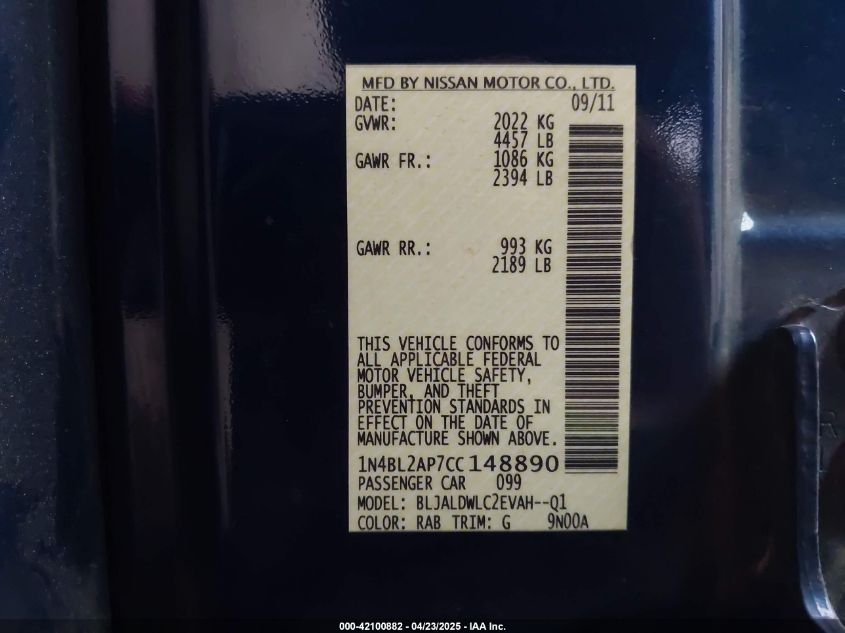 MFD BY NISSAN MOTOR CO., LTD.
DATE: 09/11
GVWR: 2022 KG
4457 LB
GAWR FR.: 1086 KG
2394 LB
GAWR RR.: 993 KG
2189 LB
THIS VEHICLE CONFORMS TO
ALL APPLICABLE FEDERAL
MOTOR VEHICLE SAFETY,
BUMPER, AND THEFT
PREVENTION STANDARDS IN
EFFECT ON THE DATE OF
MANUFACTURE SHOWN ABOVE.
1N4BL2AP7CC148890
PASSENGER CAR 099
MODEL: BLJALDWLC2EVAH--Q1
COLOR: RAB TRIM: G 9N00A
000-42100882 - 04/23/2025 - IAA Inc.